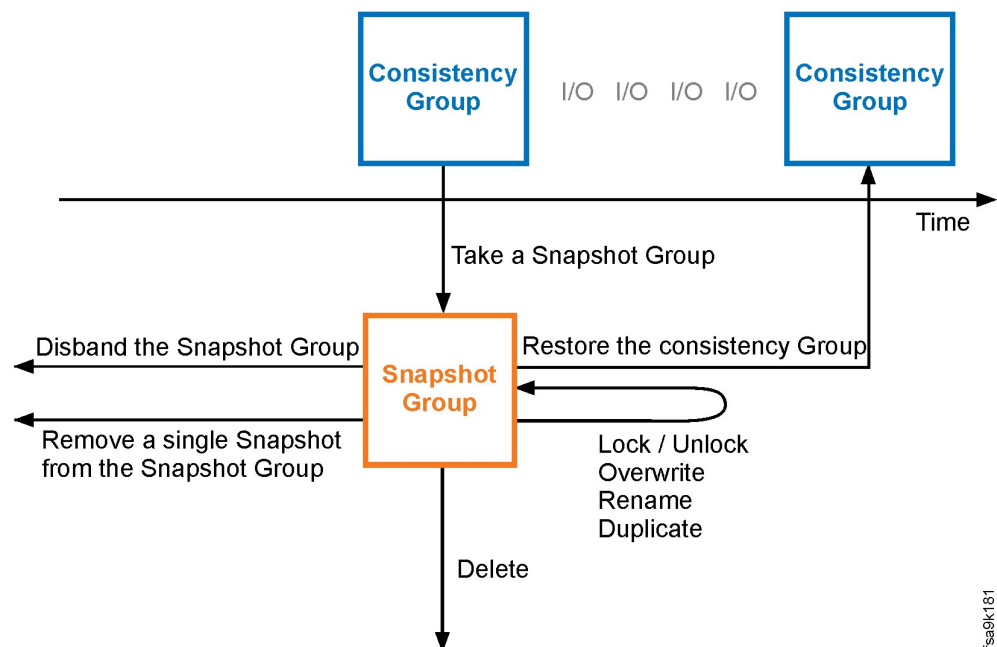 Consistency
Group
I/O I/O I/O I/O
Consistency
Group
Time
Take a Snapshot Group
Disband the Snapshot Group
Restore the consistency Group
Snapshot
Group
Remove a single Snapshot
from the Snapshot Group
Lock / Unlock
Overwrite
Rename
Duplicate
Delete
fsa9k181